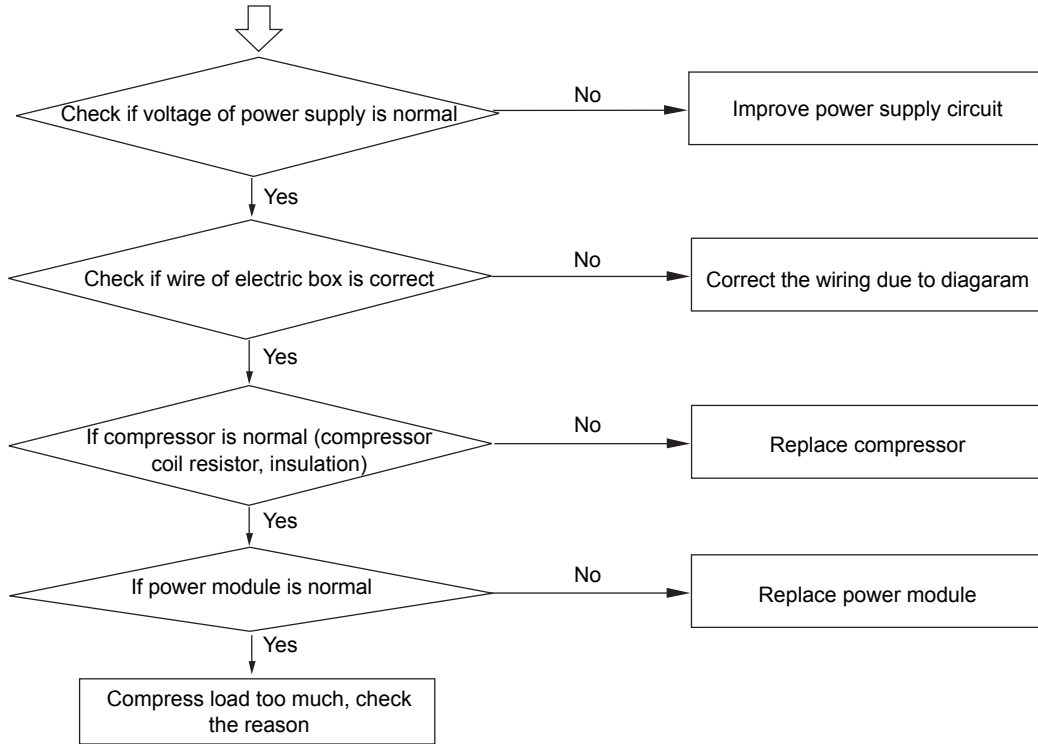 Check if voltage of power supply is normal
No
Improve power supply circuit
Yes
Check if wire of electric box is correct
No
Correct the wiring due to diagaram
Yes
If compressor is normal (compressor
coil resistor, insulation)
No
Replace compressor
Yes
If power module is normal
No
Replace power module
Yes
Compress load too much, check
the reason